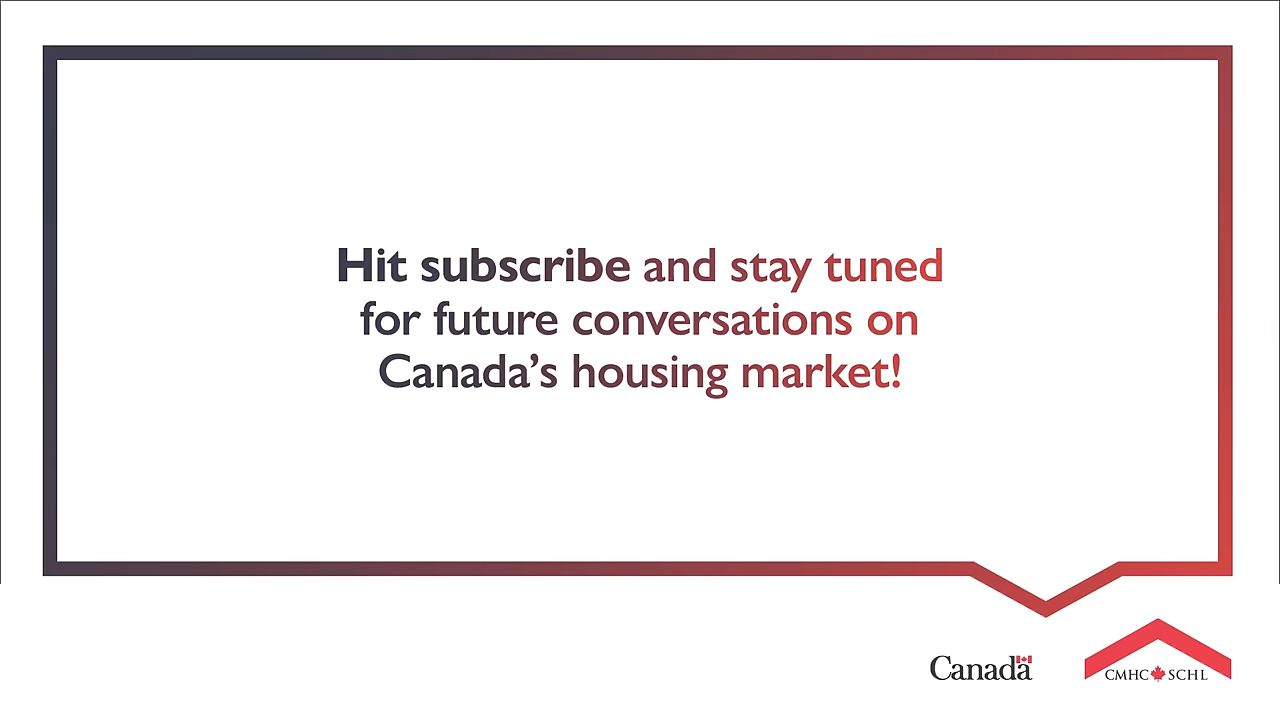 Hit subscribe and stay tuned
for future conversations on
Canada’s housing market!
Canada
CMHC SCHL